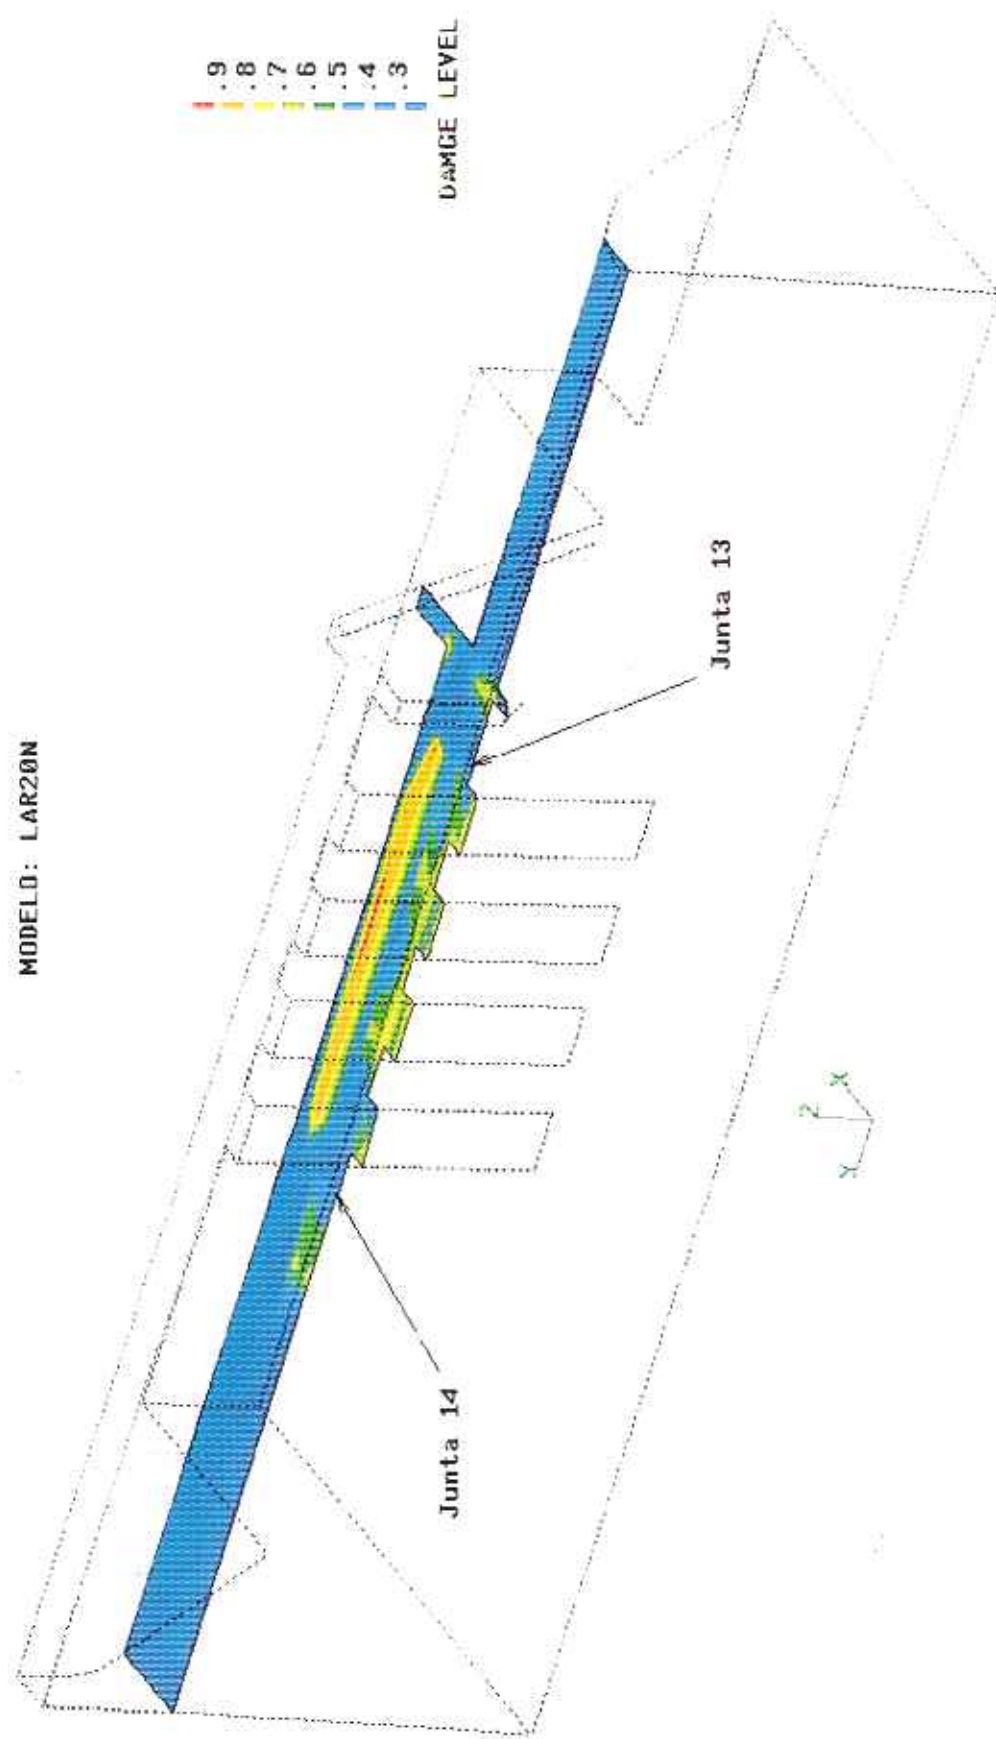 MODELO: LAR20N
.9
.8
.7
.6
.5
.4
.3
DAMGE LEVEL
Junta 13
Junta 14
Z
X
Y